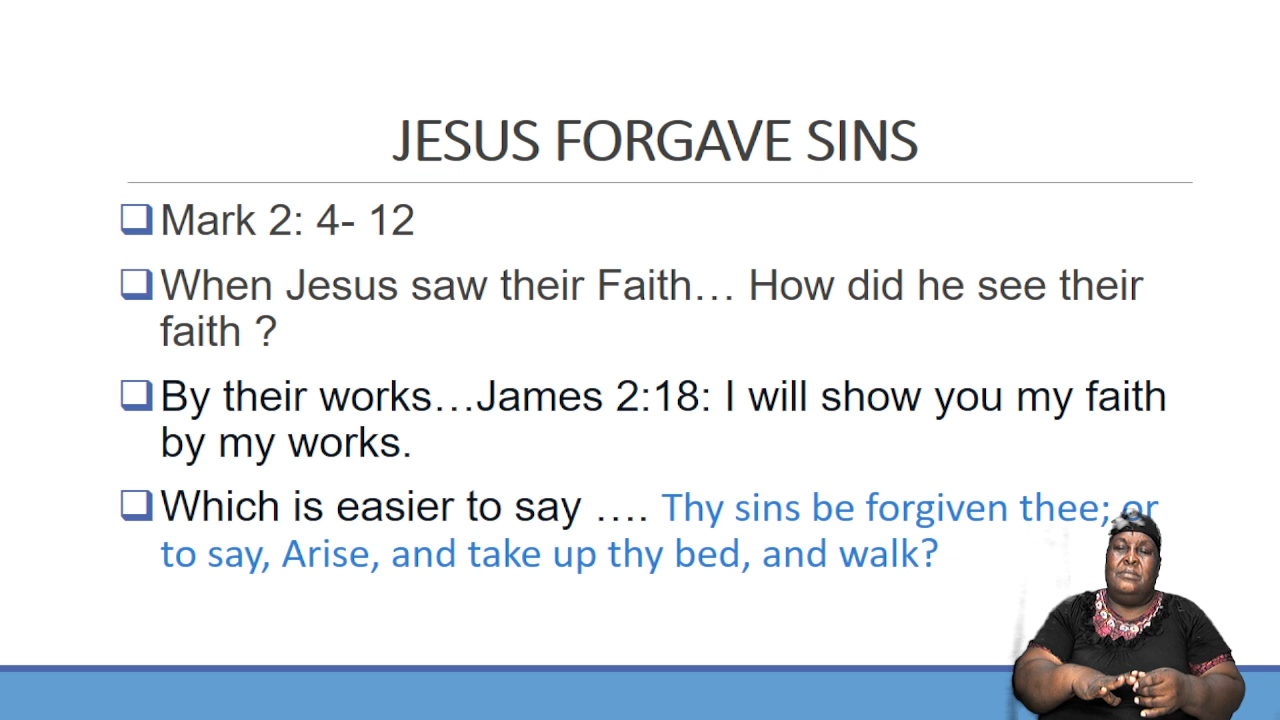 JESUS FORGAVE SINS
Mark 2: 4- 12
When Jesus saw their Faith… How did he see their
faith ?
By their works…James 2:18: I will show you my faith
by my works.
Which is easier to say …. Thy sins be forgiven thee; or
to say, Arise, and take up thy bed, and walk?